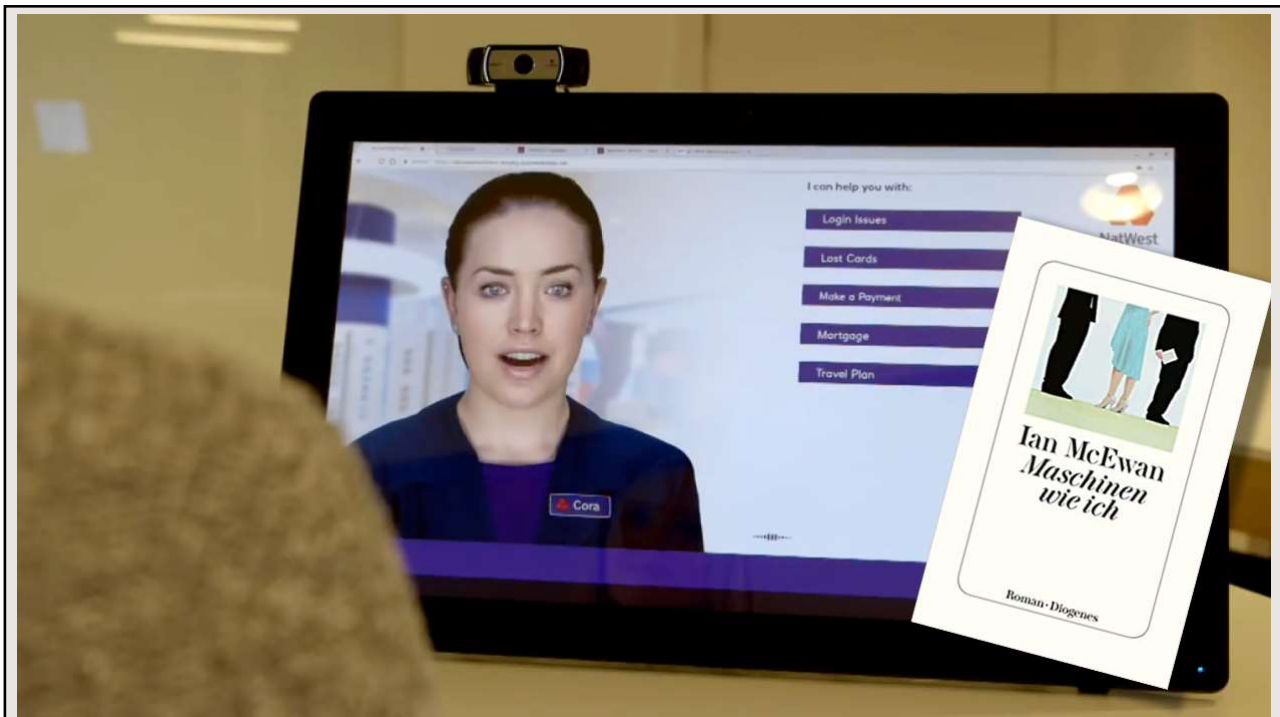 I can help you with:
Login Issues
Lost Cards
Make a Payment
Mortgage
Travel Plan
NatWest
Cora
Ian McEwan
Maschinen
wie ich
Roman · Diogenes